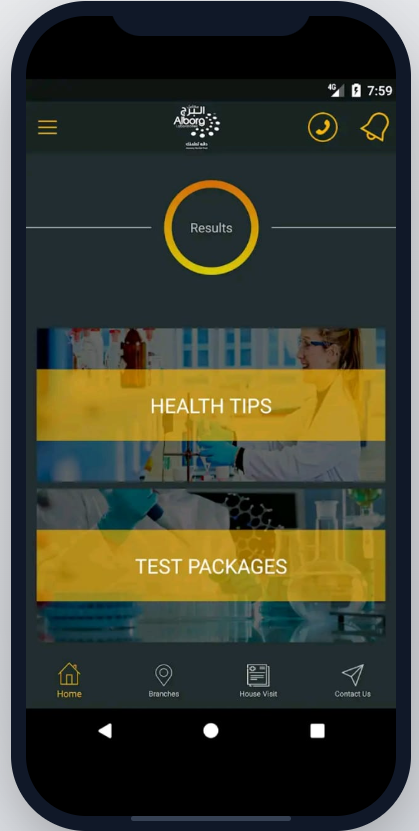 4G 7:59
البرج
Alborg
Results
HEALTH TIPS
TEST PACKAGES
Home
Branches
House Visit
Contact Us